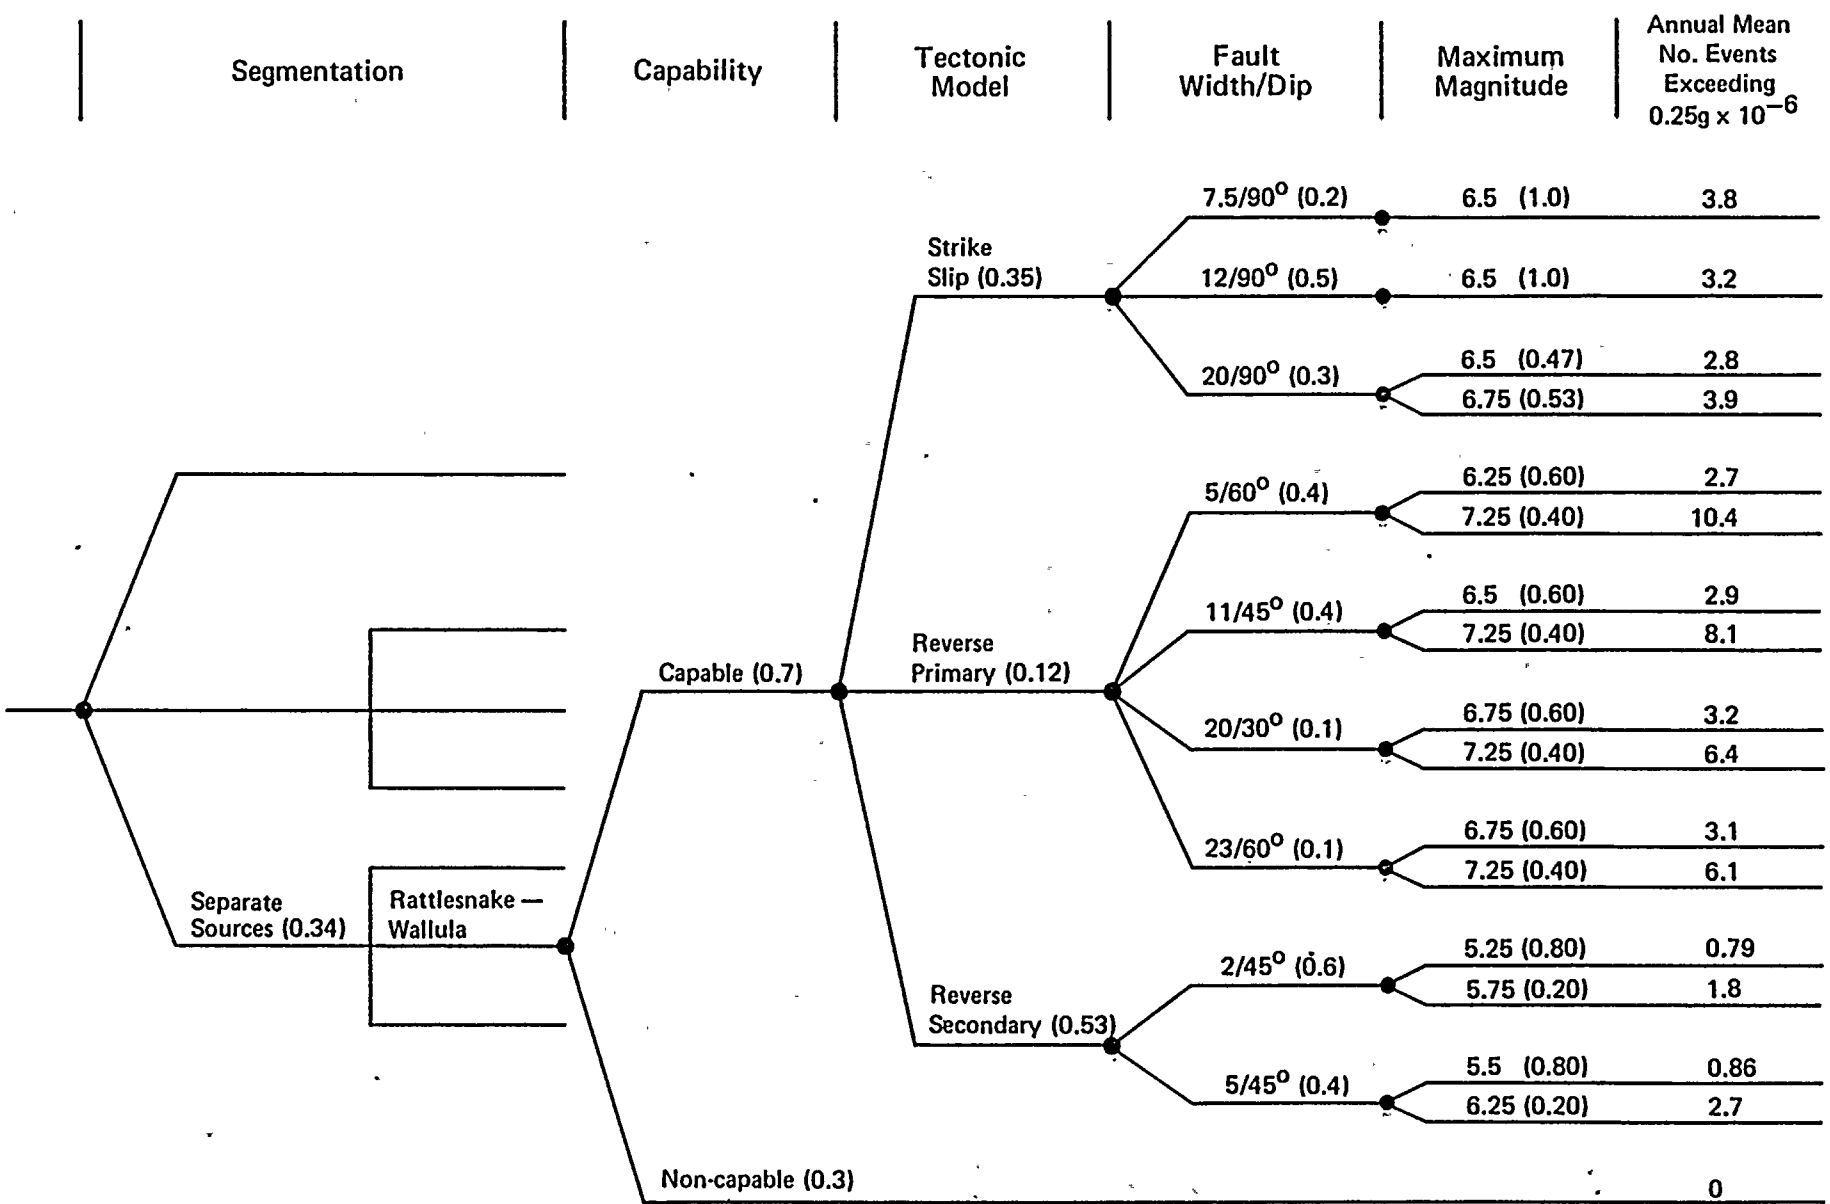 Segmentation
Capability
Tectonic
Model
Fault
Width/Dip
Maximum
Magnitude
Annual Mean
No. Events
Exceeding
0.25g x 10⁻⁶
7.5/90° (0.2)
6.5 (1.0)
3.8
Strike
Slip (0.35)
12/90° (0.5)
6.5 (1.0)
3.2
20/90° (0.3)
6.5 (0.47)
2.8
6.75 (0.53)
3.9
5/60° (0.4)
6.25 (0.60)
2.7
7.25 (0.40)
10.4
11/45° (0.4)
6.5 (0.60)
2.9
7.25 (0.40)
8.1
Capable (0.7)
Reverse
Primary (0.12)
20/30° (0.1)
6.75 (0.60)
3.2
7.25 (0.40)
6.4
23/60° (0.1)
6.75 (0.60)
3.1
7.25 (0.40)
6.1
Separate
Sources (0.34)
Rattlesnake —
Wallula
2/45° (0.6)
5.25 (0.80)
0.79
5.75 (0.20)
1.8
Reverse
Secondary (0.53)
5/45° (0.4)
5.5 (0.80)
0.86
6.25 (0.20)
2.7
Non-capable (0.3)
0